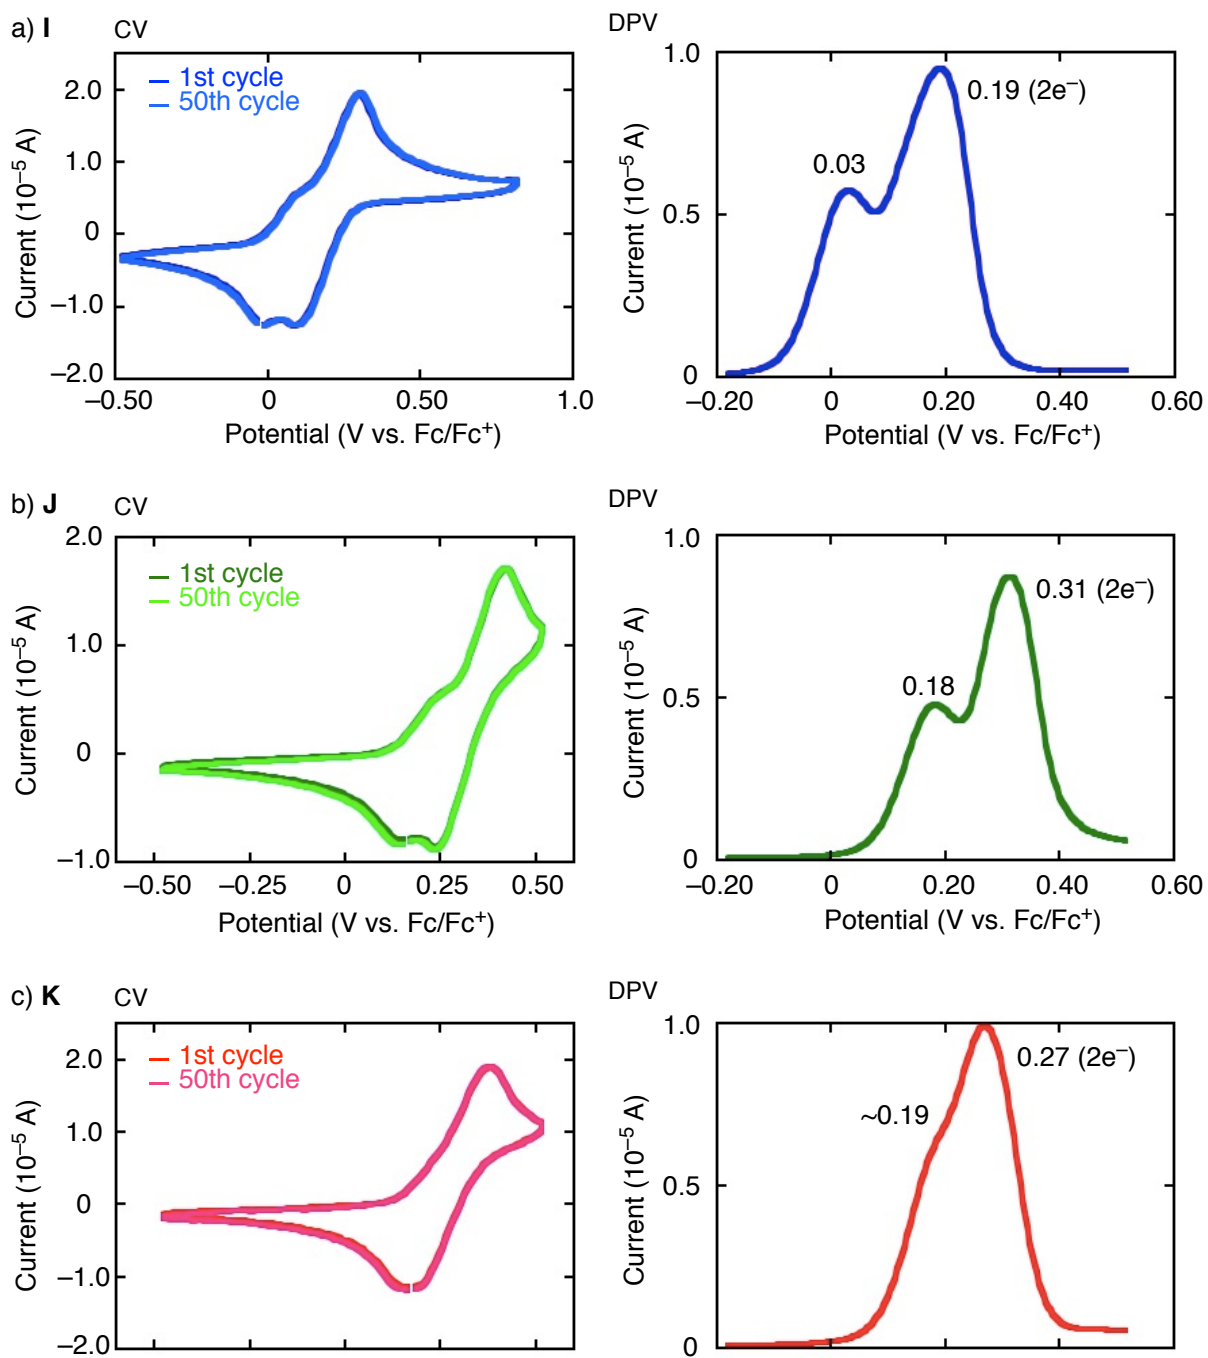 a) I
CV
DPV
1st cycle
50th cycle
2.0
1.0
0
−1.0
−2.0
Current (10⁻⁵ A)
−0.50
0
0.50
1.0
Potential (V vs. Fc/Fc⁺)
1.0
0.5
0
Current (10⁻⁵ A)
0.03
0.19 (2e⁻)
−0.20
0
0.20
0.40
0.60
Potential (V vs. Fc/Fc⁺)
b) J
CV
DPV
1st cycle
50th cycle
2.0
1.0
0
−1.0
Current (10⁻⁵ A)
−0.50
−0.25
0
0.25
0.50
Potential (V vs. Fc/Fc⁺)
1.0
0.5
0
Current (10⁻⁵ A)
0.18
0.31 (2e⁻)
−0.20
0
0.20
0.40
0.60
Potential (V vs. Fc/Fc⁺)
c) K
CV
DPV
1st cycle
50th cycle
2.0
1.0
0
−1.0
−2.0
Current (10⁻⁵ A)
1.0
0.5
0
Current (10⁻⁵ A)
~0.19
0.27 (2e⁻)